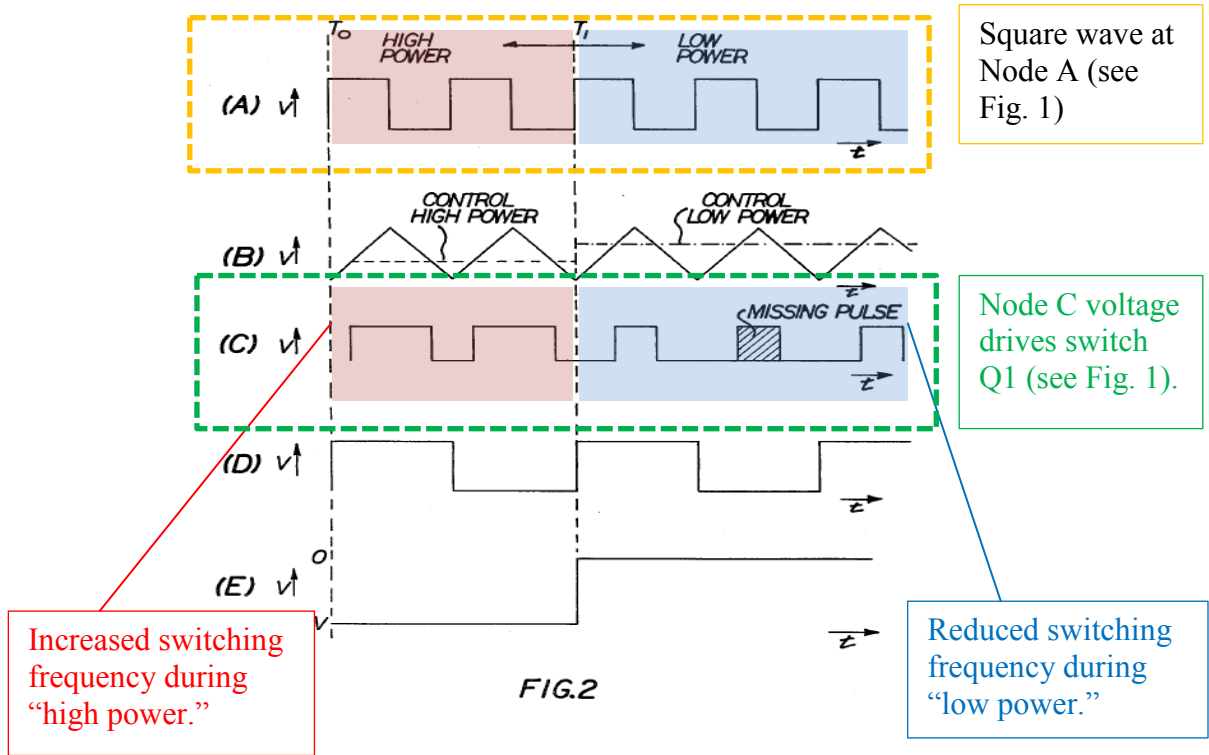 Square wave at
Node A (see
Fig. 1)
T0
HIGH
POWER
T1
LOW
POWER
(A) V
t
CONTROL
HIGH POWER
CONTROL
LOW POWER
(B) V
t
MISSING PULSE
(C) V
t
Node C voltage
drives switch
Q1 (see Fig. 1).
(D) V
t
O
(E) V
V
t
Increased switching
frequency during
“high power.”
Reduced switching
frequency during
“low power.”
FIG.2